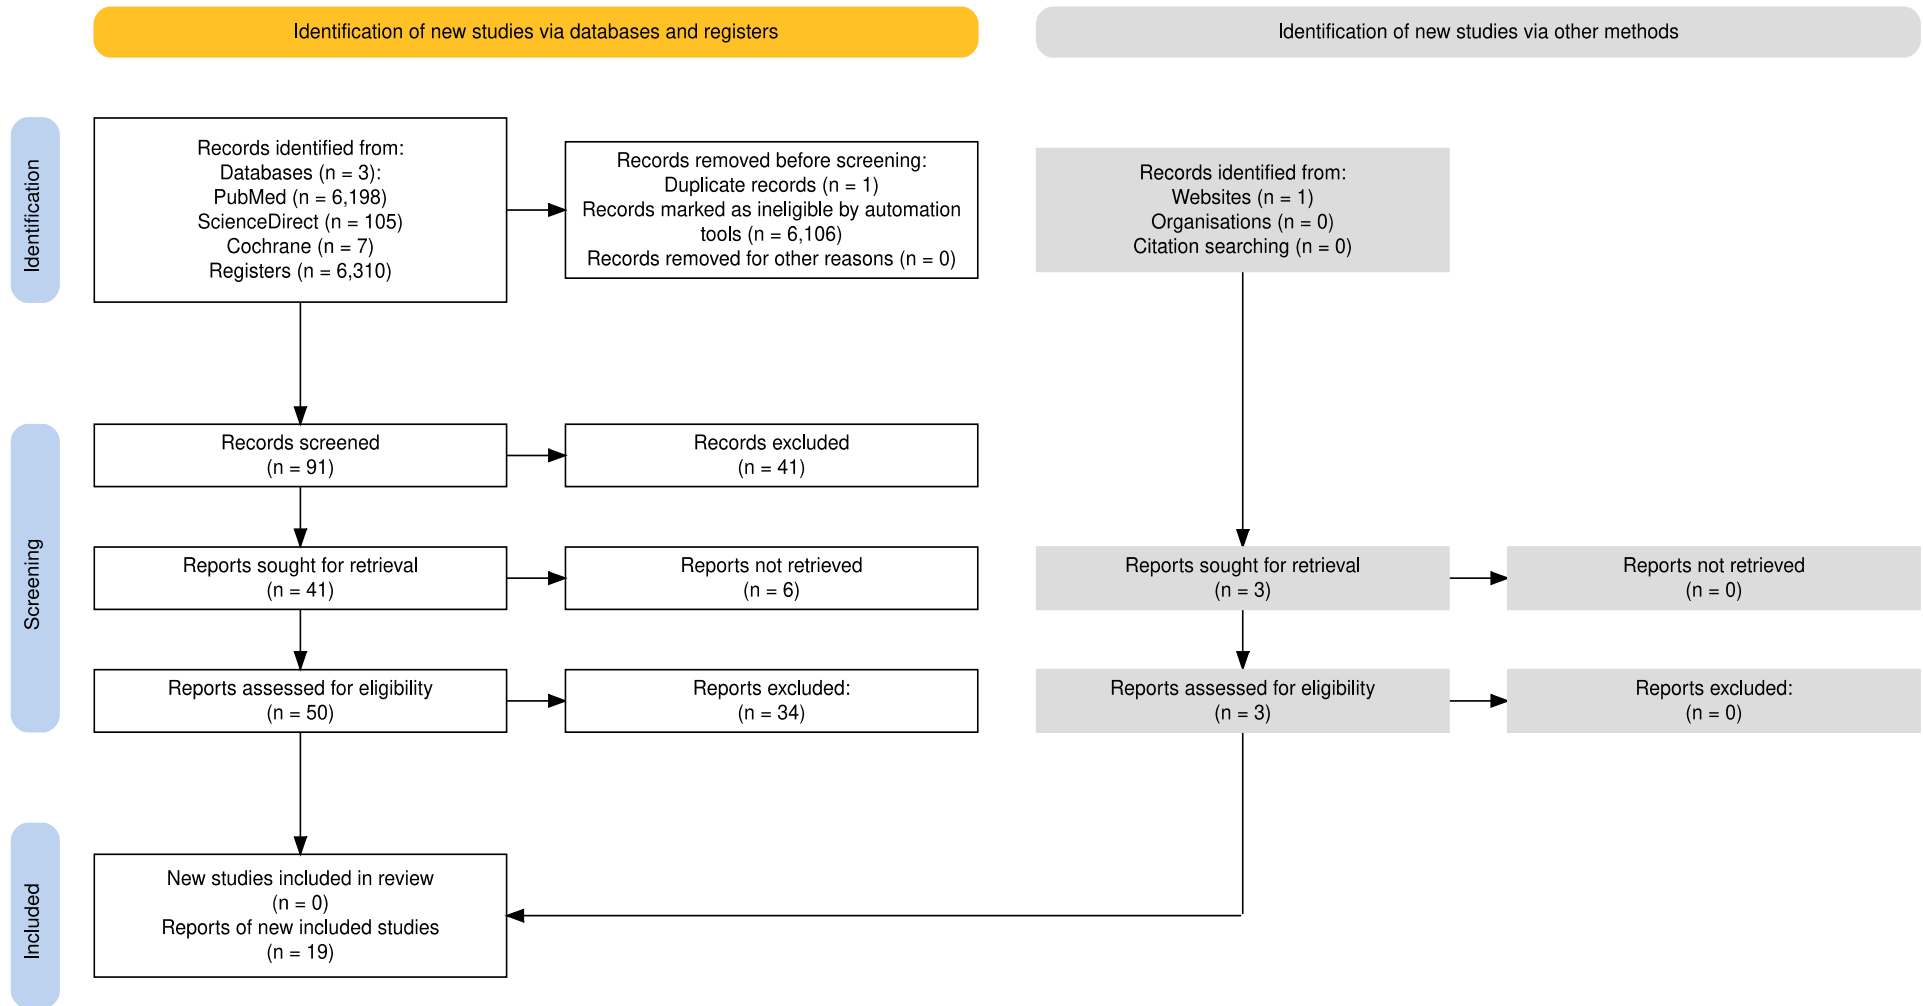 Identification of new studies via databases and registers
Identification of new studies via other methods
Identification
Records identified from:
Databases (n = 3):
PubMed (n = 6,198)
ScienceDirect (n = 105)
Cochrane (n = 7)
Registers (n = 6,310)
Records removed before screening:
Duplicate records (n = 1)
Records marked as ineligible by automation
tools (n = 6,106)
Records removed for other reasons (n = 0)
Records identified from:
Websites (n = 1)
Organisations (n = 0)
Citation searching (n = 0)
Screening
Records screened
(n = 91)
Records excluded
(n = 41)
Reports sought for retrieval
(n = 41)
Reports not retrieved
(n = 6)
Reports sought for retrieval
(n = 3)
Reports not retrieved
(n = 0)
Reports assessed for eligibility
(n = 50)
Reports excluded:
(n = 34)
Reports assessed for eligibility
(n = 3)
Reports excluded:
(n = 0)
Included
New studies included in review
(n = 0)
Reports of new included studies
(n = 19)